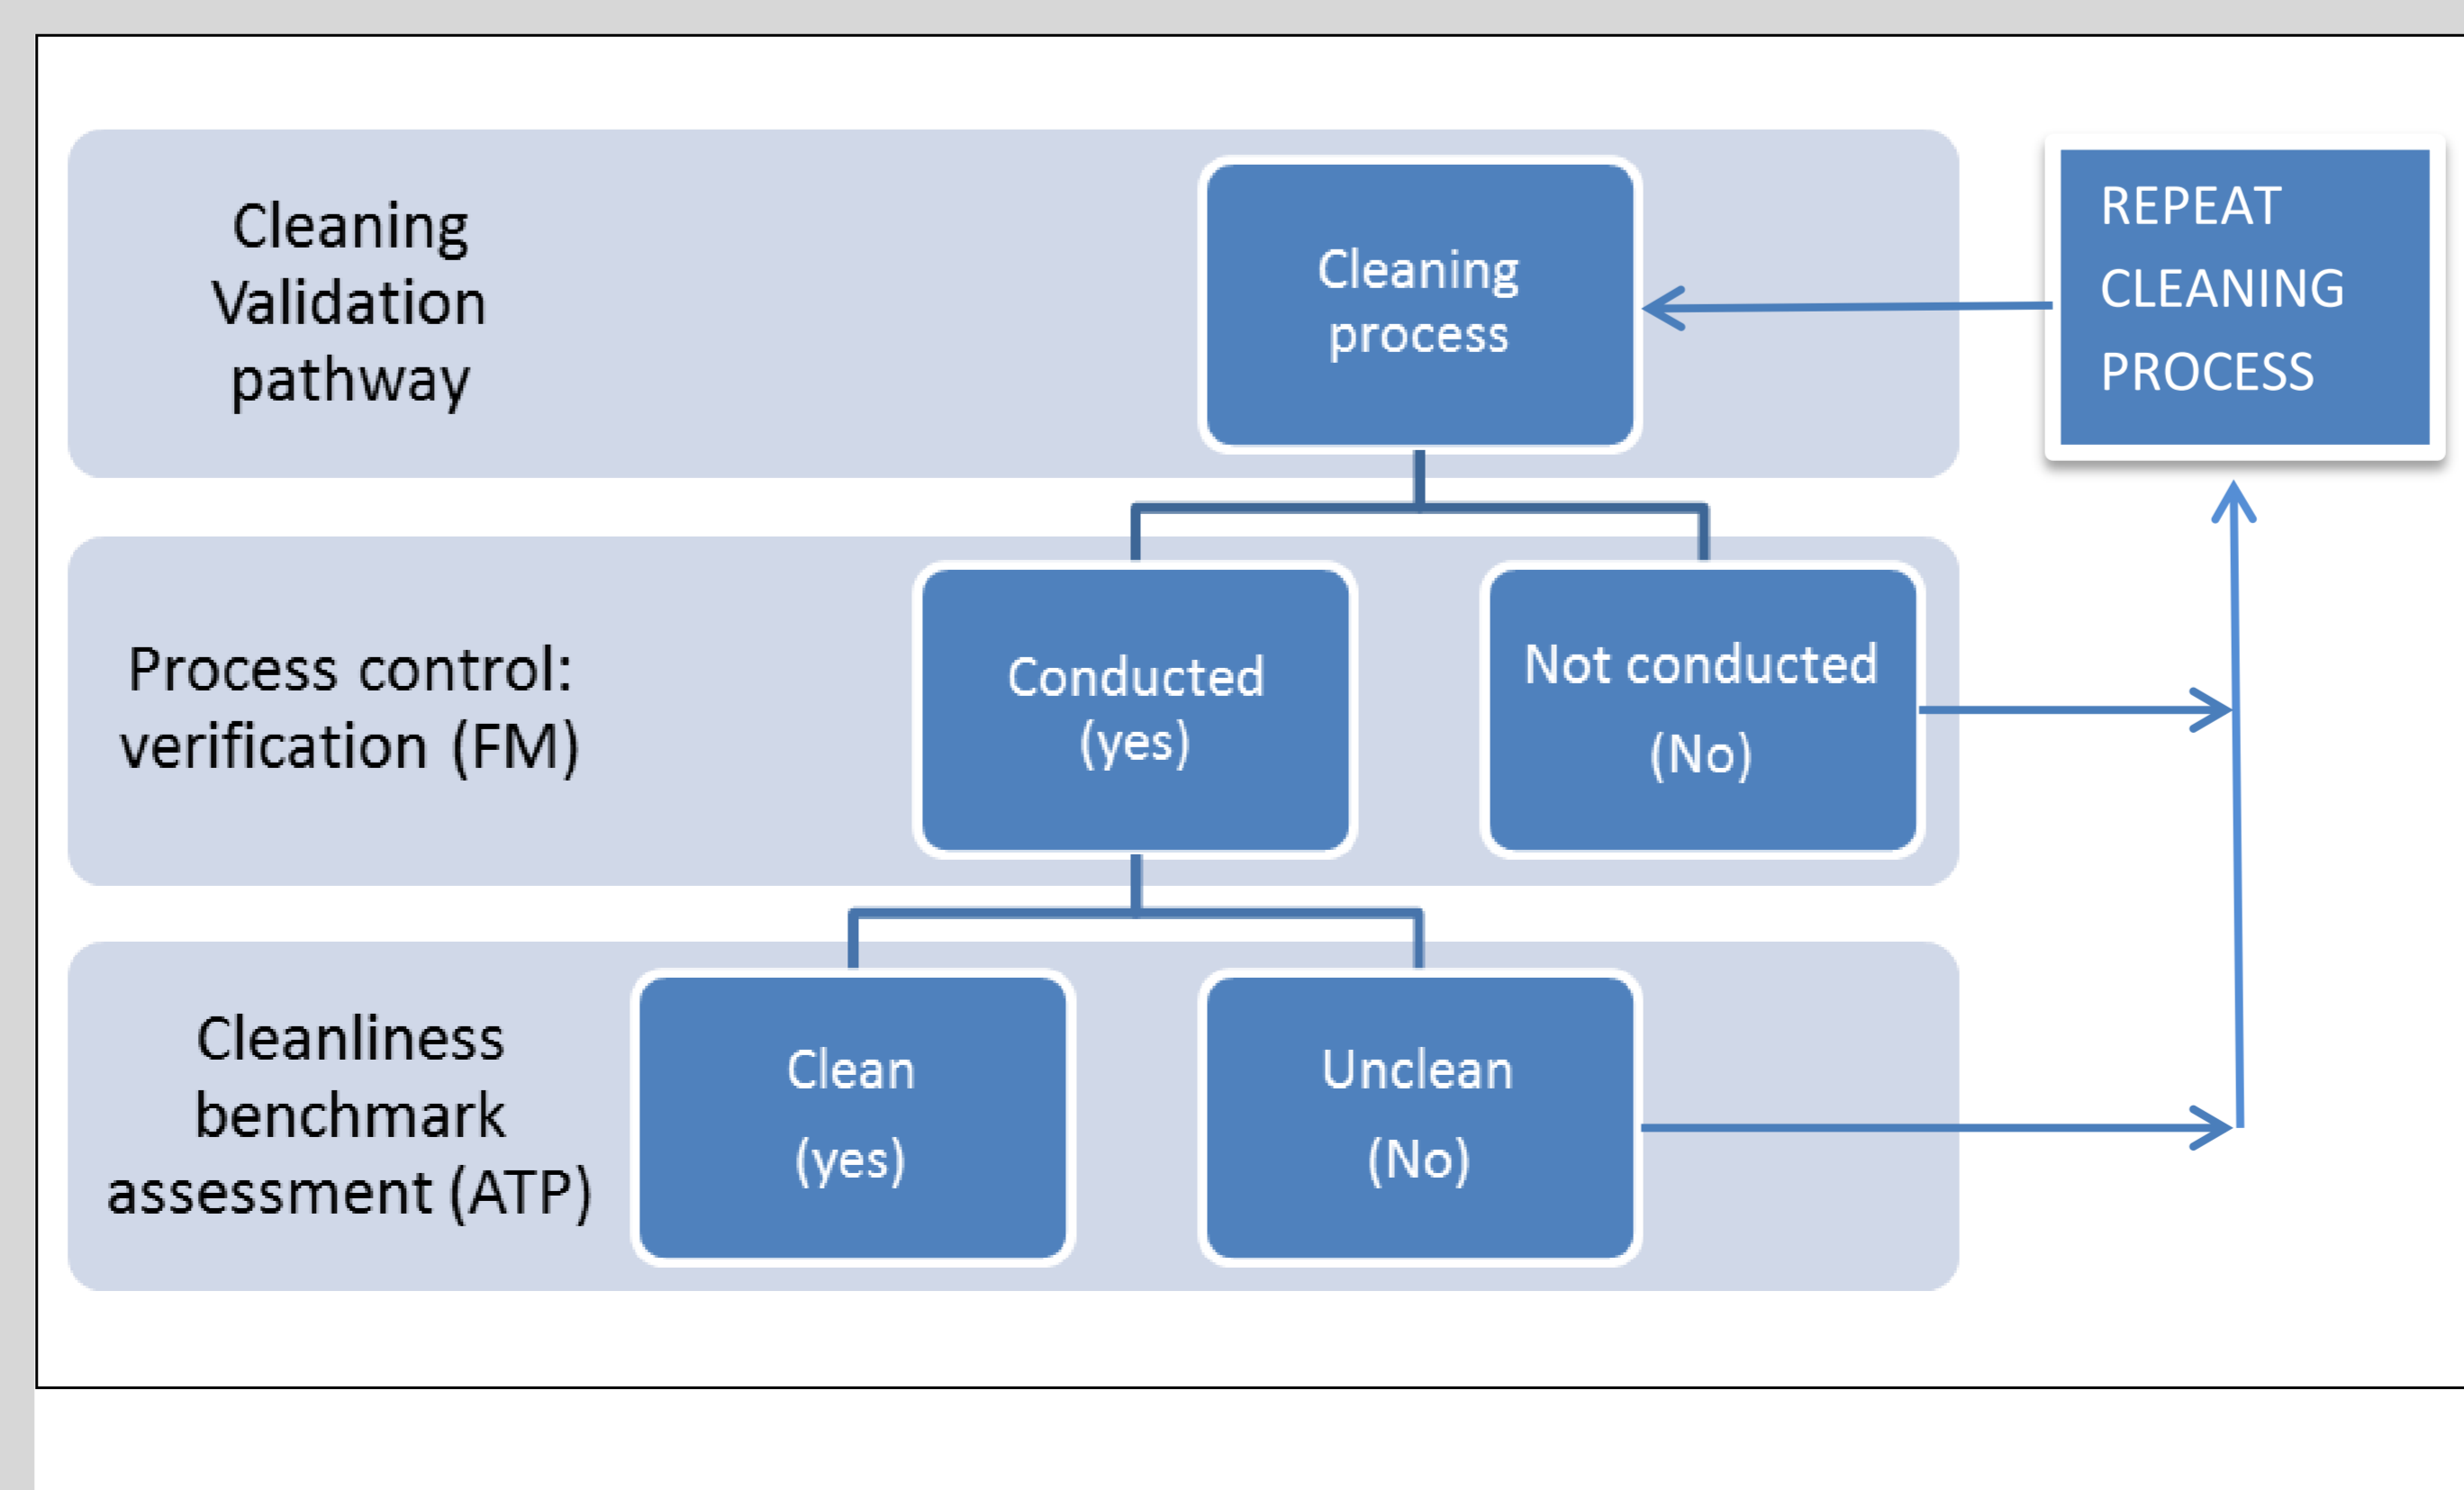 Cleaning
Validation
pathway
Cleaning
process
REPEAT
CLEANING
PROCESS
Process control:
verification (FM)
Conducted
(yes)
Not conducted
(No)
Cleanliness
benchmark
assessment (ATP)
Clean
(yes)
Unclean
(No)